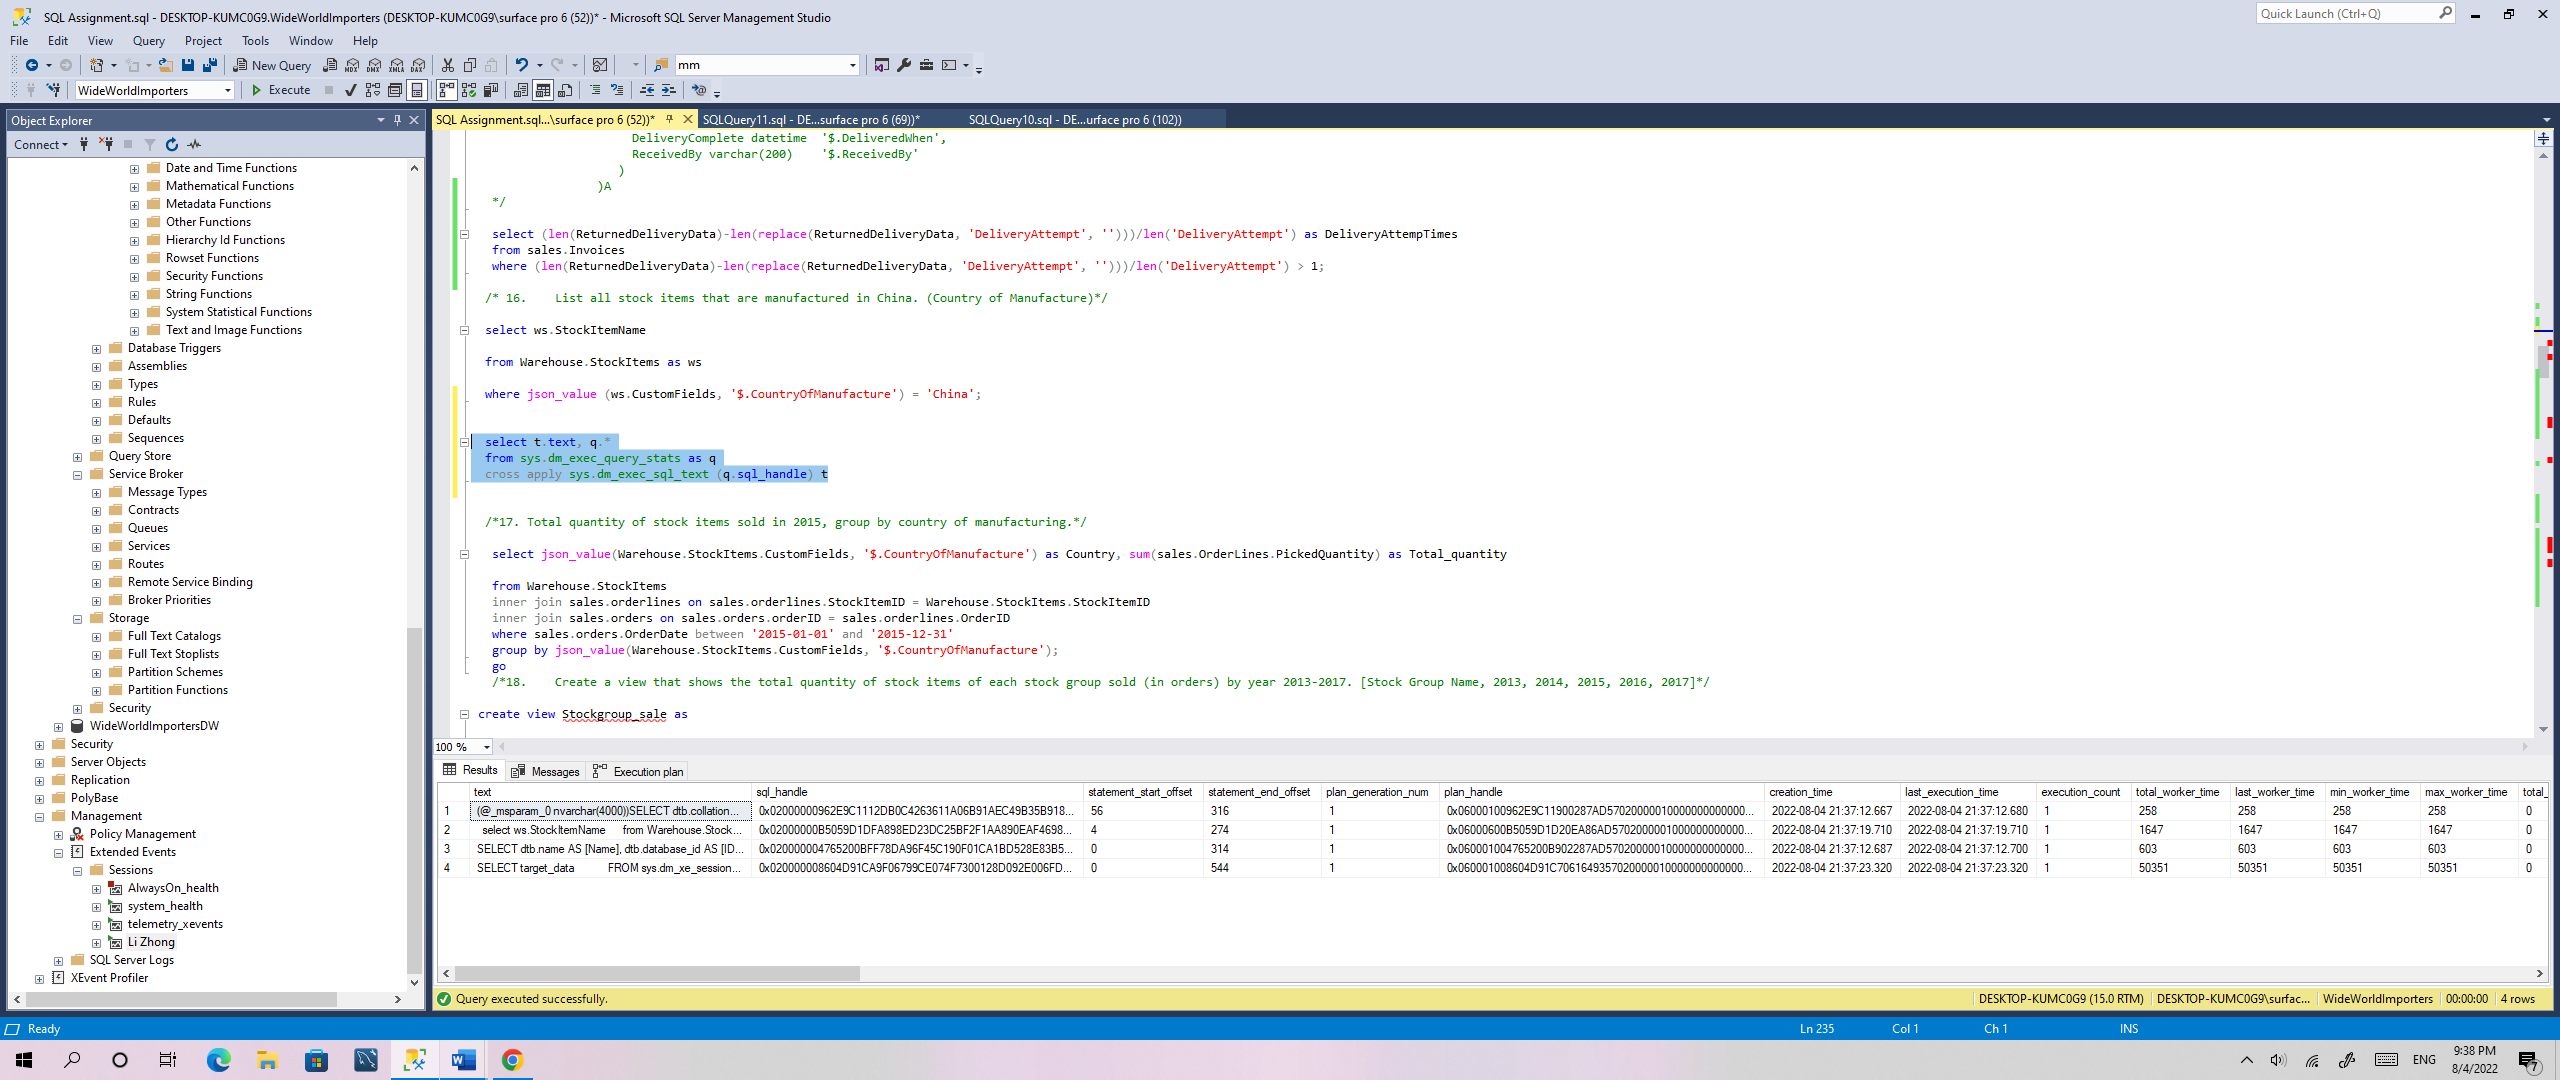 SQL Assignment.sql - DESKTOP-KUMC0G9.WideWorldImporters (DESKTOP-KUMC0G9\surface pro 6 (52))* - Microsoft SQL Server Management Studio
Quick Launch (Ctrl+Q)
File Edit View Query Project Tools Window Help
New Query MDX DMX XMLA DAX mm
WideWorldImporters Execute
Object Explorer
Connect
Date and Time Functions
Mathematical Functions
Metadata Functions
Other Functions
Hierarchy Id Functions
Rowset Functions
Security Functions
String Functions
System Statistical Functions
Text and Image Functions
Database Triggers
Assemblies
Types
Rules
Defaults
Sequences
Query Store
Service Broker
Message Types
Contracts
Queues
Services
Routes
Remote Service Binding
Broker Priorities
Storage
Full Text Catalogs
Full Text Stoplists
Partition Schemes
Partition Functions
Security
WideWorldImportersDW
Security
Server Objects
Replication
PolyBase
Management
Policy Management
Extended Events
Sessions
AlwaysOn_health
system_health
telemetry_xevents
Li Zhong
SQL Server Logs
XEvent Profiler
SQL Assignment.sql...\surface pro 6 (52))* SQLQuery11.sql - DE...surface pro 6 (69))* SQLQuery10.sql - DE...urface pro 6 (102))
DeliveryComplete datetime '$.DeliveredWhen',
ReceivedBy varchar(200) '$.ReceivedBy'
)
)A
*/
select (len(ReturnedDeliveryData)-len(replace(ReturnedDeliveryData, 'DeliveryAttempt', '')))/len('DeliveryAttempt') as DeliveryAttempTimes
from sales.Invoices
where (len(ReturnedDeliveryData)-len(replace(ReturnedDeliveryData, 'DeliveryAttempt', '')))/len('DeliveryAttempt') > 1;
/* 16. List all stock items that are manufactured in China. (Country of Manufacture)*/
select ws.StockItemName
from Warehouse.StockItems as ws
where json_value (ws.CustomFields, '$.CountryOfManufacture') = 'China';
select t.text, q.*
from sys.dm_exec_query_stats as q
cross apply sys.dm_exec_sql_text (q.sql_handle) t
/*17. Total quantity of stock items sold in 2015, group by country of manufacturing.*/
select json_value(Warehouse.StockItems.CustomFields, '$.CountryOfManufacture') as Country, sum(sales.OrderLines.PickedQuantity) as Total_quantity
from Warehouse.StockItems
inner join sales.orderlines on sales.orderlines.StockItemID = Warehouse.StockItems.StockItemID
inner join sales.orders on sales.orders.orderID = sales.orderlines.OrderID
where sales.orders.OrderDate between '2015-01-01' and '2015-12-31'
group by json_value(Warehouse.StockItems.CustomFields, '$.CountryOfManufacture');
go
/*18. Create a view that shows the total quantity of stock items of each stock group sold (in orders) by year 2013-2017. [Stock Group Name, 2013, 2014, 2015, 2016, 2017]*/
create view Stockgroup_sale as
100 %
Results Messages Execution plan
text sql_handle statement_start_offset statement_end_offset plan_generation_num plan_handle creation_time last_execution_time execution_count total_worker_time last_worker_time min_worker_time max_worker_time total_
1 (@_msparam_0 nvarchar(4000))SELECT dtb.collation... 0x02000000962E9C1112DB0C4263611A06B91AEC49B35B918... 56 316 1 0x06000100962E9C11900287AD57020000010000000000000... 2022-08-04 21:37:12.667 2022-08-04 21:37:12.680 1 258 258 258 258 0
2 select ws.StockItemName from Warehouse.Stock... 0x02000000B5059D1DFA898ED23DC25BF2F1AA890EAF4698... 4 274 1 0x06000600B5059D1D20EA86AD5702000001000000000000... 2022-08-04 21:37:19.710 2022-08-04 21:37:19.710 1 1647 1647 1647 1647 0
3 SELECT dtb.name AS [Name], dtb.database_id AS [ID... 0x020000004765200BFF78DA96F45C190F01CA1BD528E83B5... 0 314 1 0x060001004765200B902287AD57020000010000000000000... 2022-08-04 21:37:12.687 2022-08-04 21:37:12.700 1 603 603 603 603 0
4 SELECT target_data FROM sys.dm_xe_session... 0x020000008604D91CA9F06799CE074F7300128D092E006FD... 0 544 1 0x060001008604D91C70616493570200000100000000000000... 2022-08-04 21:37:23.320 2022-08-04 21:37:23.320 1 50351 50351 50351 50351 0
Query executed successfully. DESKTOP-KUMC0G9 (15.0 RTM) DESKTOP-KUMC0G9\surfac... WideWorldImporters 00:00:00 4 rows
Ready Ln 235 Col 1 Ch 1 INS
ENG 9:38 PM
8/4/2022 7